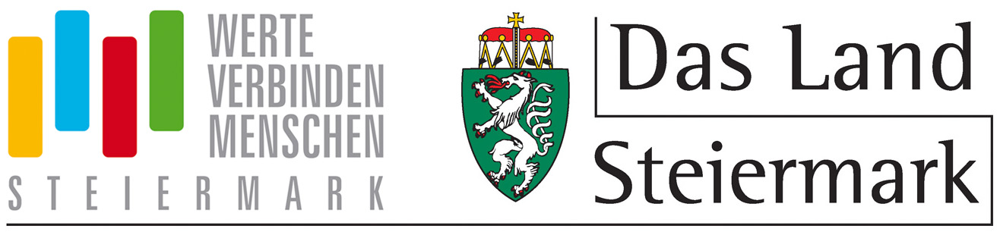 WERTE
VERBINDEN
MENSCHEN
STEIERMARK
Das Land
Steiermark